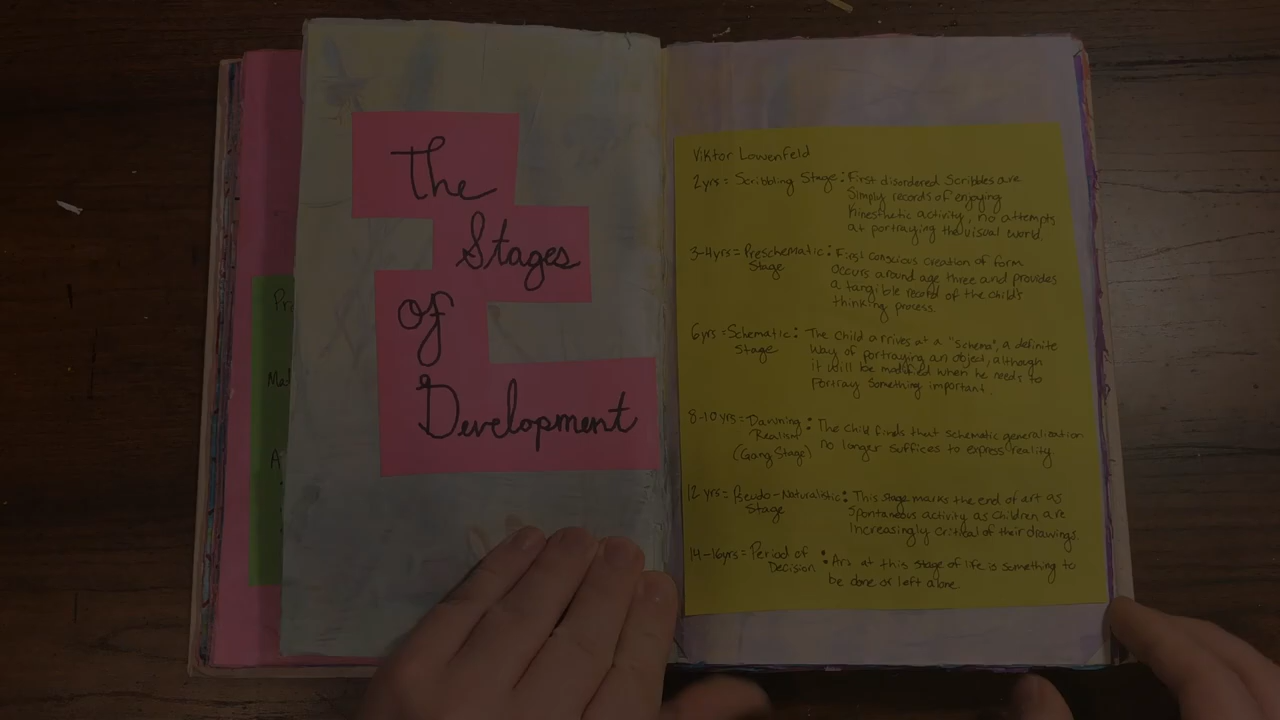 The
Stages
of
Development
Pr
Mat
A
Viktor Lowenfeld
2yrs = Scribbling Stage: First disordered Scribbles are
Simply records of enjoying
Kinesthetic activity, no attempts
at portraying the visual world.
3-4yrs = Preschematic: First conscious creation of form
Stage occurs around age three and provides
a tangible record of the child's
thinking process.
6yrs = Schematic: The Child arrives at a "Schema", a definite
Stage way of portraying an object, although
it will be modified when he needs to
Portray Something important.
8-10yrs = Dawning: The Child finds that schematic generalization
Realism no longer suffices to express reality.
(Gang Stage)
12 yrs = Pseudo-Naturalistic: This stage marks the end of art as
Stage Spontaneous activity as Children are
Increasingly Critical of their drawings.
14-16yrs = Period of
Decision: Art at this stage of life is something to
be done or left alone.